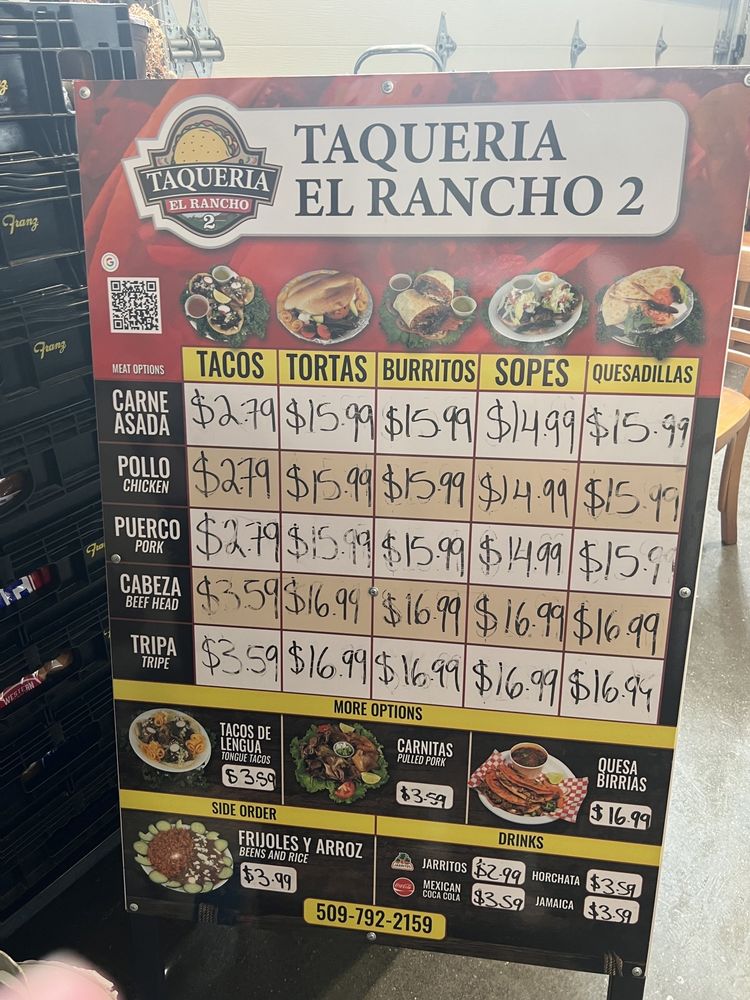 Franz
Franz
TAQUERIA
EL RANCHO
2
TAQUERIA
EL RANCHO 2
G
MEAT OPTIONS
TACOS TORTAS BURRITOS SOPES QUESADILLAS
CARNE ASADA $2.79 $15.99 $15.99 $14.99 $15.99
POLLO
CHICKEN $2.79 $15.99 $15.99 $14.99 $15.99
PUERCO
PORK $2.79 $15.99 $15.99 $14.99 $15.99
CABEZA
BEEF HEAD $3.59 $16.99 $16.99 $16.99 $16.99
TRIPA
TRIPE $3.59 $16.99 $16.99 $16.99 $16.99
WESTERN
MORE OPTIONS
TACOS DE
LENGUA
TONGUE TACOS
$3.59
CARNITAS
PULLED PORK
$3.59
QUESA
BIRRIAS
$16.99
SIDE ORDER
FRIJOLES Y ARROZ
BEENS AND RICE
$3.99
DRINKS
JARRITOS $2.99 HORCHATA $3.59
MEXICAN
COCA COLA $3.59 JAMAICA $3.59
509-792-2159